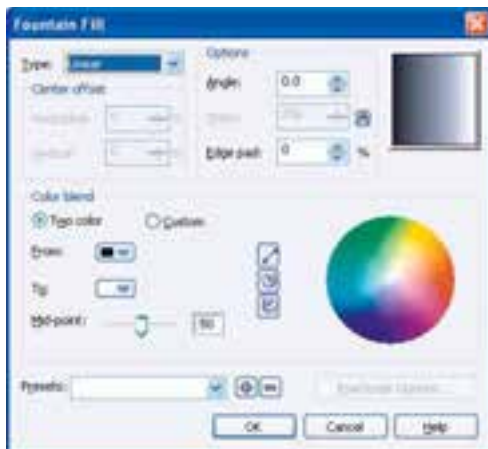 Fountain Fill
Type: Linear
Options
Center offset
Angle: 0.0
Edge pad: 0 %
Color blend
Two color Custom
From:
To:
Mid-point: 50
Presets:
OK Cancel Help